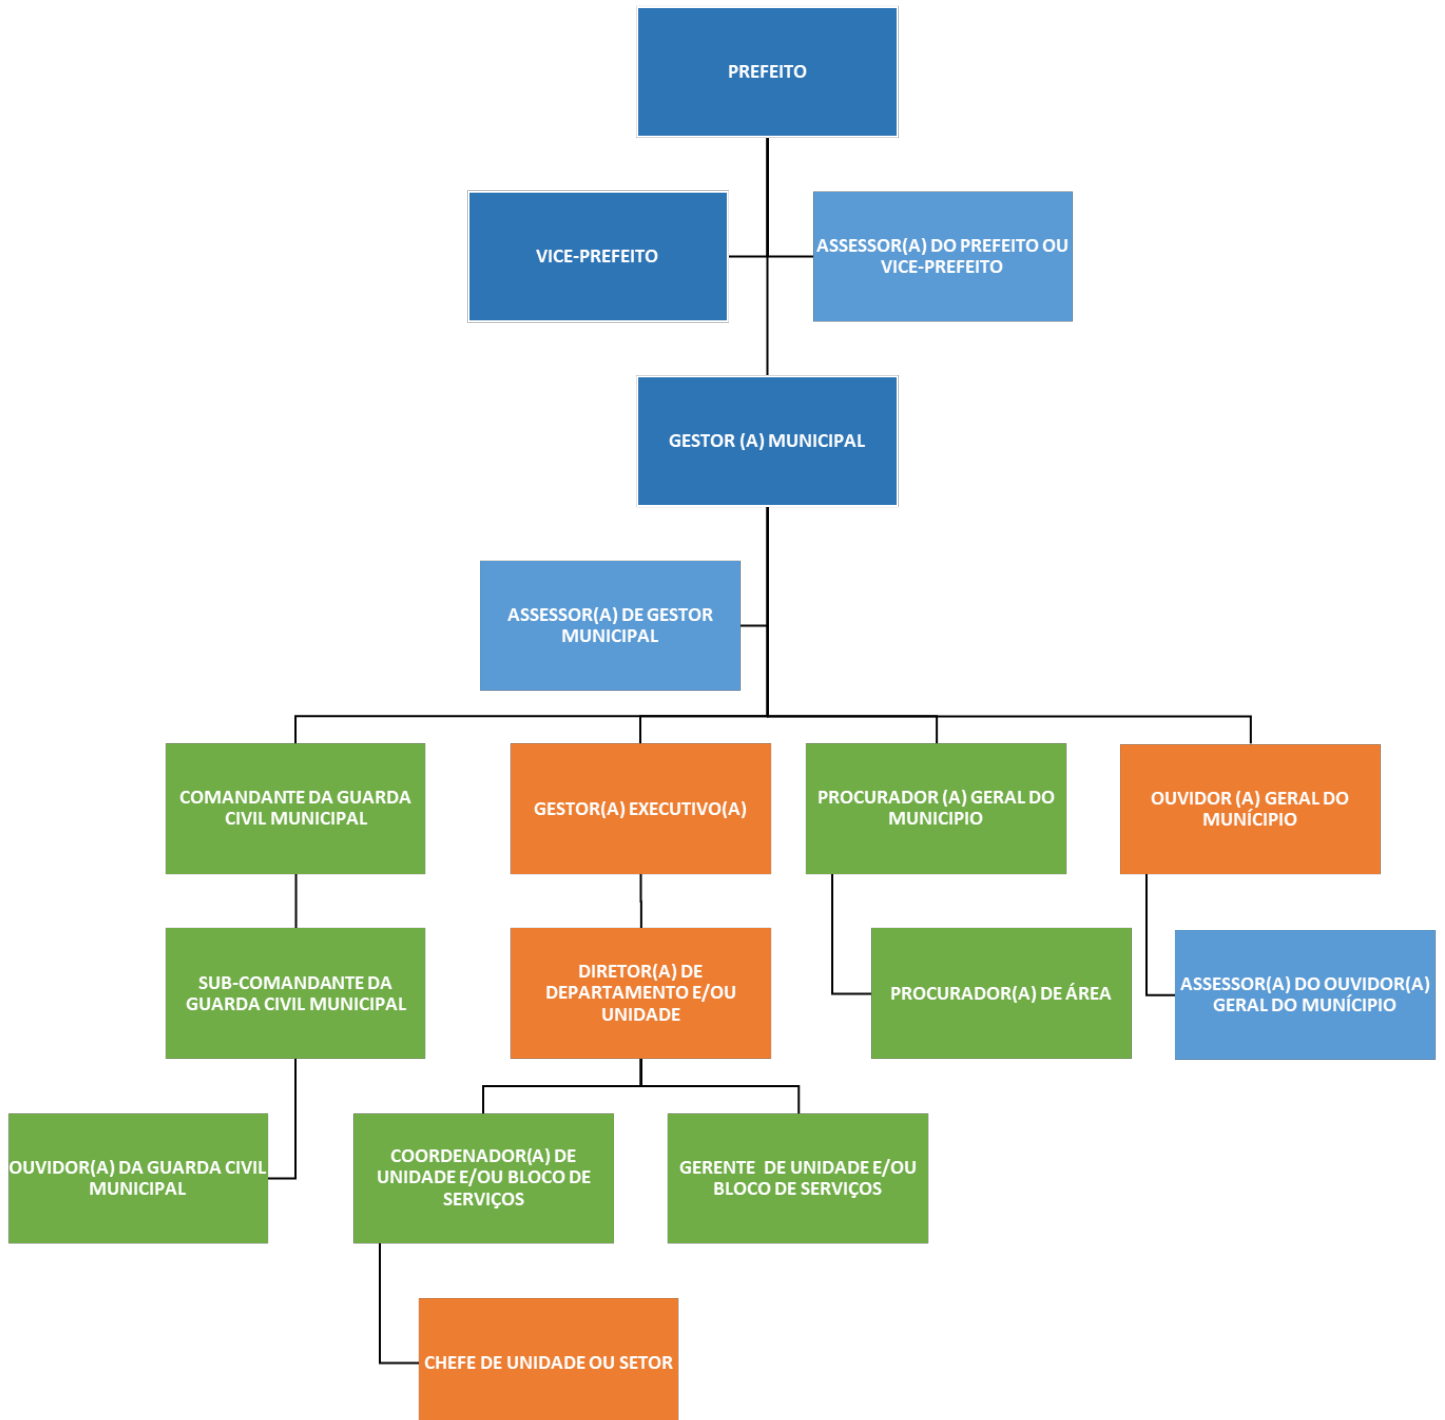 PREFEITO
VICE-PREFEITO
ASSESSOR(A) DO PREFEITO OU
VICE-PREFEITO
GESTOR (A) MUNICIPAL
ASSESSOR(A) DE GESTOR
MUNICIPAL
COMANDANTE DA GUARDA
CIVIL MUNICIPAL
GESTOR(A) EXECUTIVO(A)
PROCURADOR (A) GERAL DO
MUNICIPIO
OUVIDOR (A) GERAL DO
MUNÍCIPIO
SUB-COMANDANTE DA
GUARDA CIVIL MUNICIPAL
DIRETOR(A) DE
DEPARTAMENTO E/OU
UNIDADE
PROCURADOR(A) DE ÁREA
ASSESSOR(A) DO OUVIDOR(A)
GERAL DO MUNÍCIPIO
OUVIDOR(A) DA GUARDA CIVIL
MUNICIPAL
COORDENADOR(A) DE
UNIDADE E/OU BLOCO DE
SERVIÇOS
GERENTE  DE UNIDADE E/OU
BLOCO DE SERVIÇOS
CHEFE DE UNIDADE OU SETOR